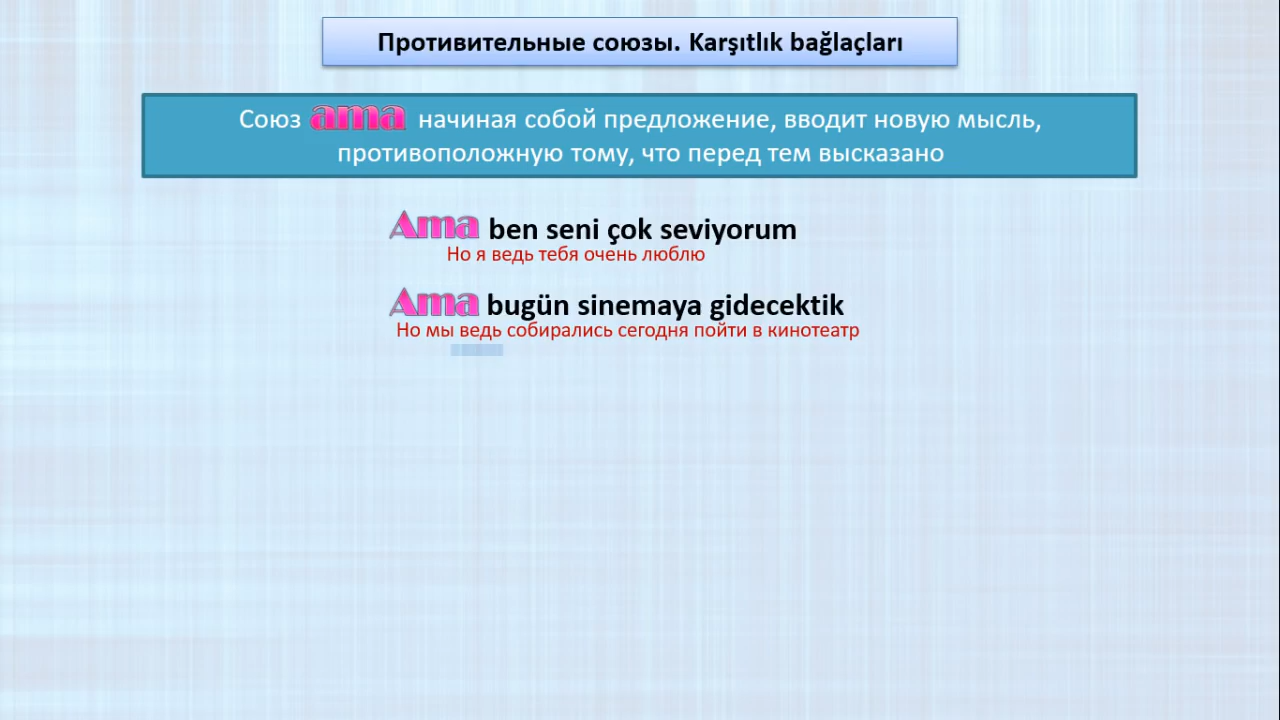 Противительные союзы. Karşıtlık bağlaçları
Союз ama начиная собой предложение, вводит новую мысль,
противоположную тому, что перед тем высказано
Ama ben seni çok seviyorum
Но я ведь тебя очень люблю
Ama bugün sinemaya gidecektik
Но мы ведь собирались сегодня пойти в кинотеатр